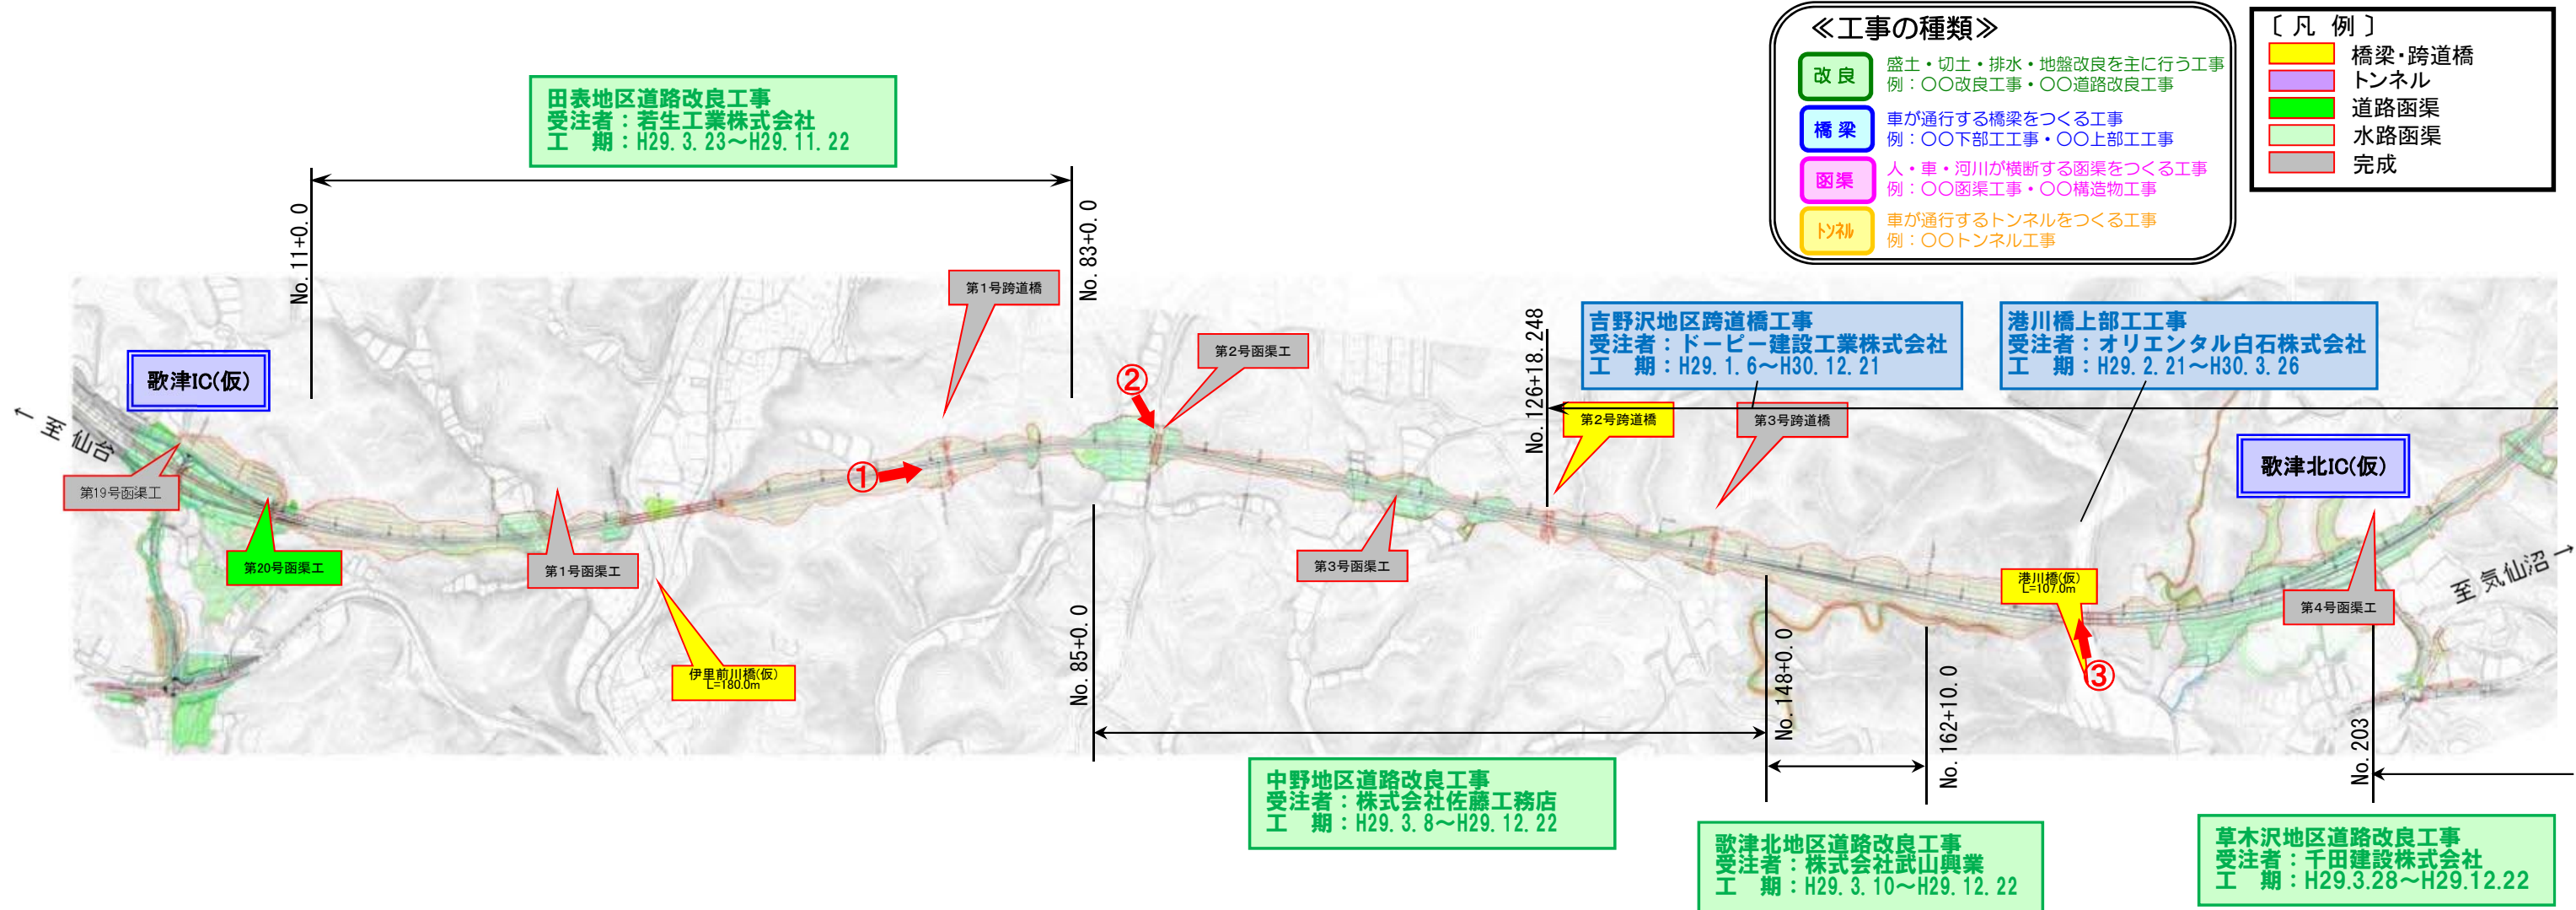 ≪工事の種類≫
改良
盛土・切土・排水・地盤改良を主に行う工事
例：〇〇改良工事・〇〇道路改良工事
橋梁
車が通行する橋梁をつくる工事
例：〇〇下部工工事・〇〇上部工工事
函渠
人・車・河川が横断する函渠をつくる工事
例：〇〇函渠工事・〇〇構造物工事
トンネル
車が通行するトンネルをつくる工事
例：〇〇トンネル工事
〔 凡 例 〕
橋梁・跨道橋
トンネル
道路函渠
水路函渠
完成
田表地区道路改良工事
受注者：若生工業株式会社
工　期：H29.3.23～H29.11.22
No.11+0.0
No.83+0.0
第1号跨道橋
第2号函渠工
②
No.126+18.248
吉野沢地区跨道橋工事
受注者：ドーピー建設工業株式会社
工　期：H29.1.6～H30.12.21
港川橋上部工工事
受注者：オリエンタル白石株式会社
工　期：H29.2.21～H30.3.26
歌津IC(仮)
← 至 仙台
第2号跨道橋
第3号跨道橋
歌津北IC(仮)
①
第19号函渠工
第20号函渠工
第1号函渠工
第3号函渠工
港川橋(仮)
L=107.0m
第4号函渠工
至 気仙沼 →
伊里前川橋(仮)
L=180.0m
③
No.85+0.0
No.148+0.0
No.162+10.0
No.203
中野地区道路改良工事
受注者：株式会社佐藤工務店
工　期：H29.3.8～H29.12.22
歌津北地区道路改良工事
受注者：株式会社武山興業
工　期：H29.3.10～H29.12.22
草木沢地区道路改良工事
受注者：千田建設株式会社
工　期：H29.3.28～H29.12.22